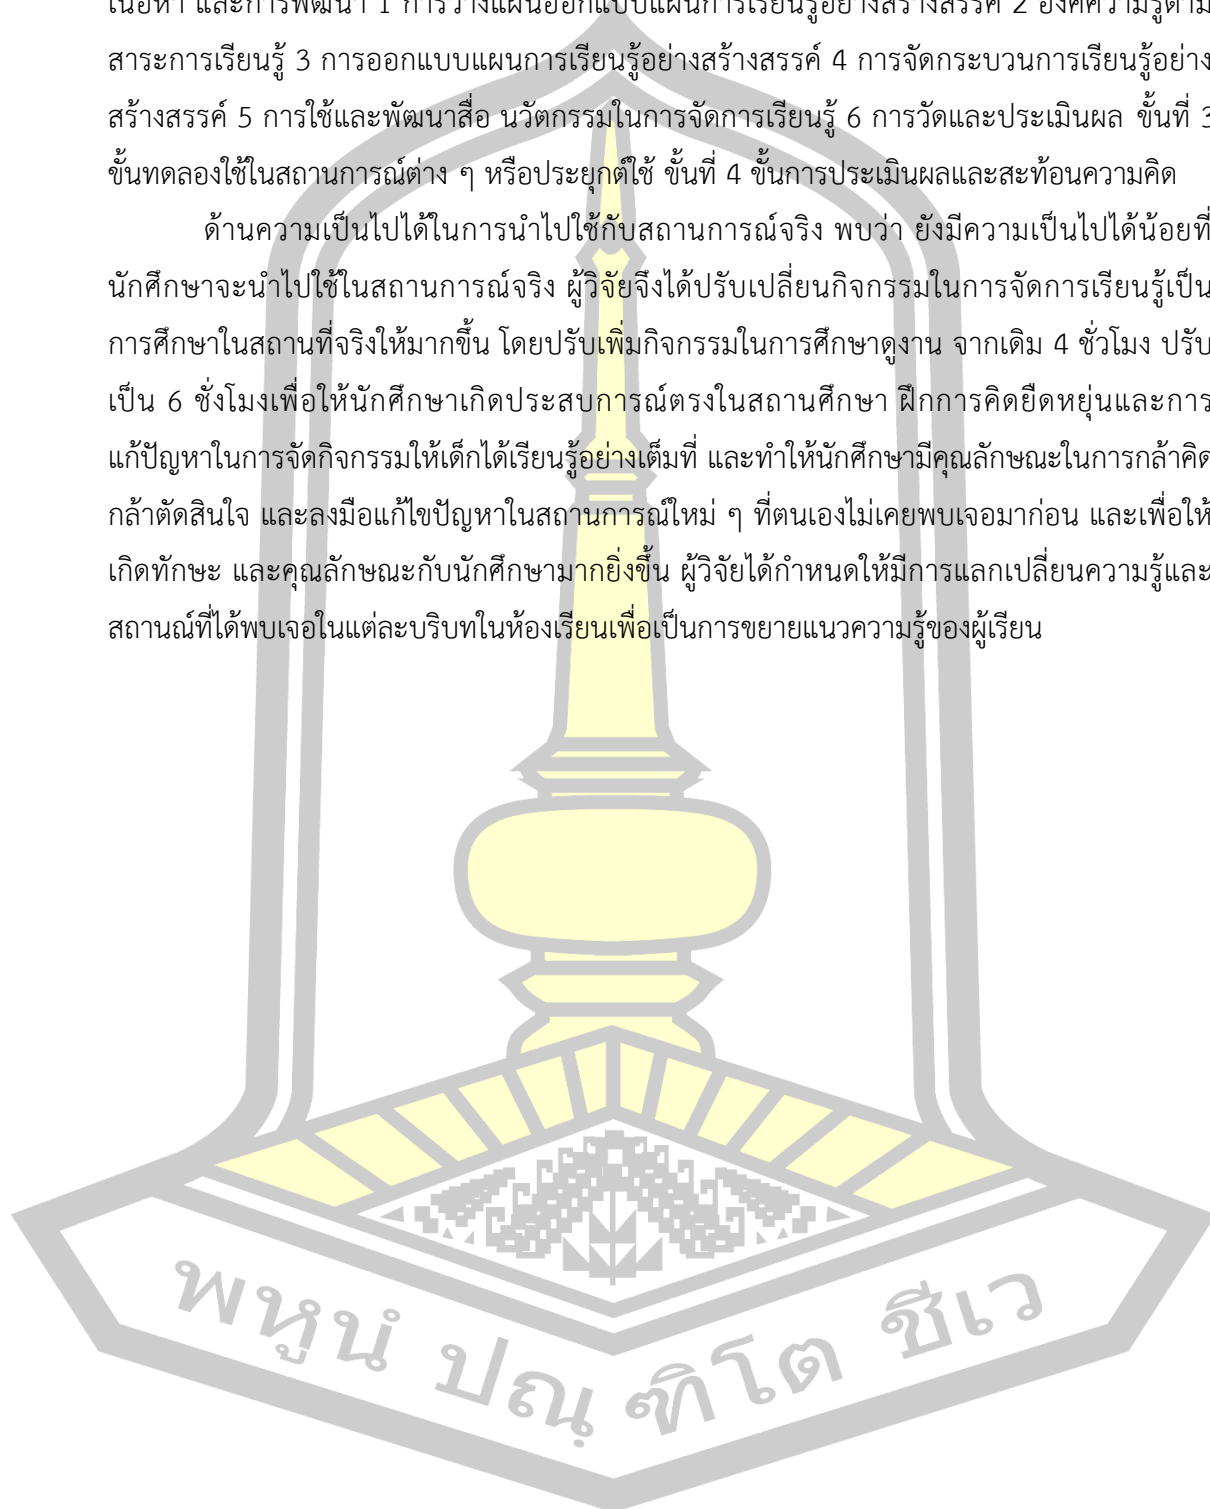 เนื้อหา และการพัฒนา 1 การวางแผนออกแบบแผนการเรียนรู้อย่างสร้างสรรค์ 2 องค์ความรู้ตาม
สาระการเรียนรู้ 3 การออกแบบแผนการเรียนรู้อย่างสร้างสรรค์ 4 การจัดกระบวนการเรียนรู้อย่าง
สร้างสรรค์ 5 การใช้และพัฒนาสื่อ นวัตกรรมในการจัดการเรียนรู้ 6 การวัดและประเมินผล ขั้นที่ 3
ขั้นทดลองใช้ในสถานการณ์ต่าง ๆ หรือประยุกต์ใช้ ขั้นที่ 4 ขั้นการประเมินผลและสะท้อนความคิด
ด้านความเป็นไปได้ในการนำไปใช้กับสถานการณ์จริง พบว่า ยังมีความเป็นไปได้น้อยที่
นักศึกษาจะนำไปใช้ในสถานการณ์จริง ผู้วิจัยจึงได้ปรับเปลี่ยนกิจกรรมในการจัดการเรียนรู้เป็น
การศึกษาในสถานที่จริงให้มากขึ้น โดยปรับเพิ่มกิจกรรมในการศึกษาดูงาน จากเดิม 4 ชั่วโมง ปรับ
เป็น 6 ชั่งโมงเพื่อให้นักศึกษาเกิดประสบการณ์ตรงในสถานศึกษา ฝึกการคิดยืดหยุ่นและการ
แก้ปัญหาในการจัดกิจกรรมให้เด็กได้เรียนรู้อย่างเต็มที่ และทำให้นักศึกษามีคุณลักษณะในการกล้าคิด
กล้าตัดสินใจ และลงมือแก้ไขปัญหาในสถานการณ์ใหม่ ๆ ที่ตนเองไม่เคยพบเจอมาก่อน และเพื่อให้
เกิดทักษะ และคุณลักษณะกับนักศึกษามากยิ่งขึ้น ผู้วิจัยได้กำหนดให้มีการแลกเปลี่ยนความรู้และ
สถานณ์ที่ได้พบเจอในแต่ละบริบทในห้องเรียนเพื่อเป็นการขยายแนวความรู้ของผู้เรียน
พหูนํ ปณฺฑิโต ชีเว